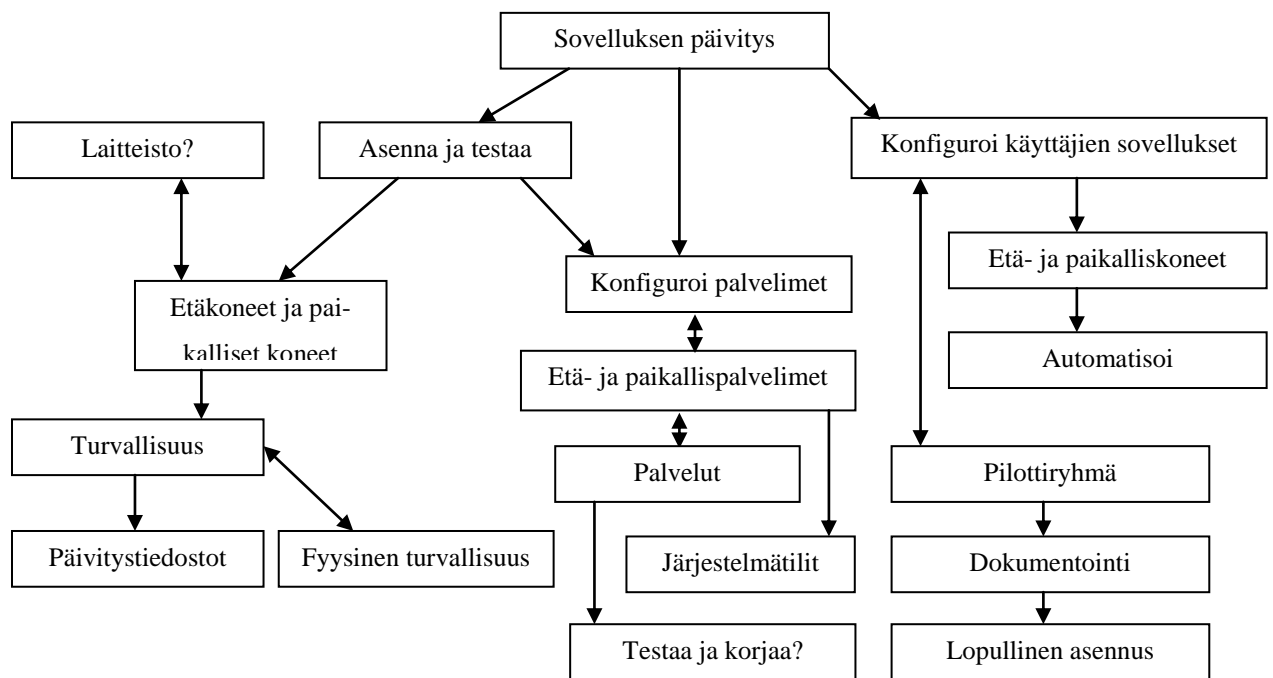 Sovelluksen päivitys
Laitteisto?
Asenna ja testaa
Konfiguroi käyttäjien sovellukset
Etä- ja paikalliskoneet
Konfiguroi palvelimet
Etäkoneet ja pai-
kalliset koneet
Automatisoi
Etä- ja paikallispalvelimet
Turvallisuus
Palvelut
Pilottiryhmä
Päivitystiedostot
Fyysinen turvallisuus
Järjestelmätilit
Dokumentointi
Testaa ja korjaa?
Lopullinen asennus